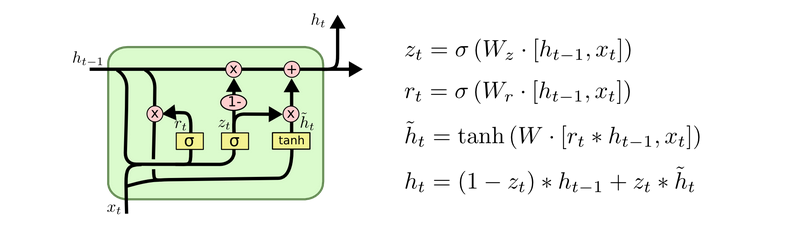 h_t
h_{t-1}
x
+
1-
x
r_t
z_t
x
h̃_t
σ
σ
tanh
x_t
z_t = σ (W_z · [h_{t-1}, x_t])
r_t = σ (W_r · [h_{t-1}, x_t])
h̃_t = tanh (W · [r_t * h_{t-1}, x_t])
h_t = (1 − z_t) * h_{t-1} + z_t * h̃_t